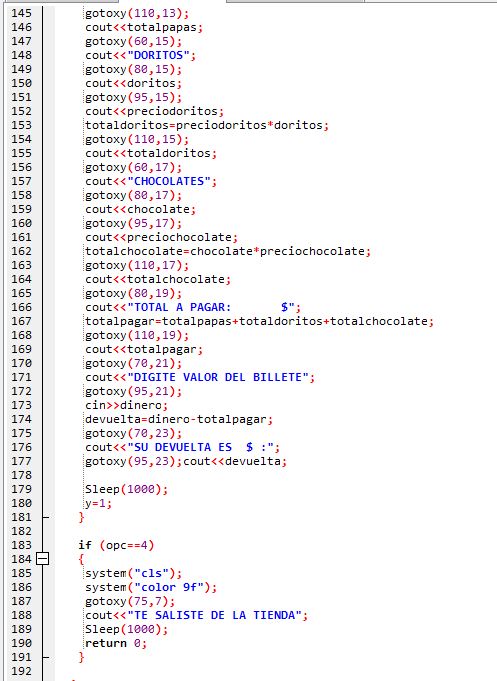 145 gotoxy(110,13);
146 cout<<totalpapas;
147 gotoxy(60,15);
148 cout<<"DORITOS";
149 gotoxy(80,15);
150 cout<<doritos;
151 gotoxy(95,15);
152 cout<<preciodoritos;
153 totaldoritos=preciodoritos*doritos;
154 gotoxy(110,15);
155 cout<<totaldoritos;
156 gotoxy(60,17);
157 cout<<"CHOCOLATES";
158 gotoxy(80,17);
159 cout<<chocolate;
160 gotoxy(95,17);
161 cout<<preciochocolate;
162 totalchocolate=chocolate*preciochocolate;
163 gotoxy(110,17);
164 cout<<totalchocolate;
165 gotoxy(80,19);
166 cout<<"TOTAL A PAGAR:       $";
167 totalpagar=totalpapas+totaldoritos+totalchocolate;
168 gotoxy(110,19);
169 cout<<totalpagar;
170 gotoxy(70,21);
171 cout<<"DIGITE VALOR DEL BILLETE";
172 gotoxy(95,21);
173 cin>>dinero;
174 devuelta=dinero-totalpagar;
175 gotoxy(70,23);
176 cout<<"SU DEVUELTA ES  $ :";
177 gotoxy(95,23);cout<<devuelta;
178
179 Sleep(1000);
180 y=1;
181 }
182
183 if (opc==4)
184 {
185 system("cls");
186 system("color 9f");
187 gotoxy(75,7);
188 cout<<"TE SALISTE DE LA TIENDA";
189 Sleep(1000);
190 return 0;
191 }
192